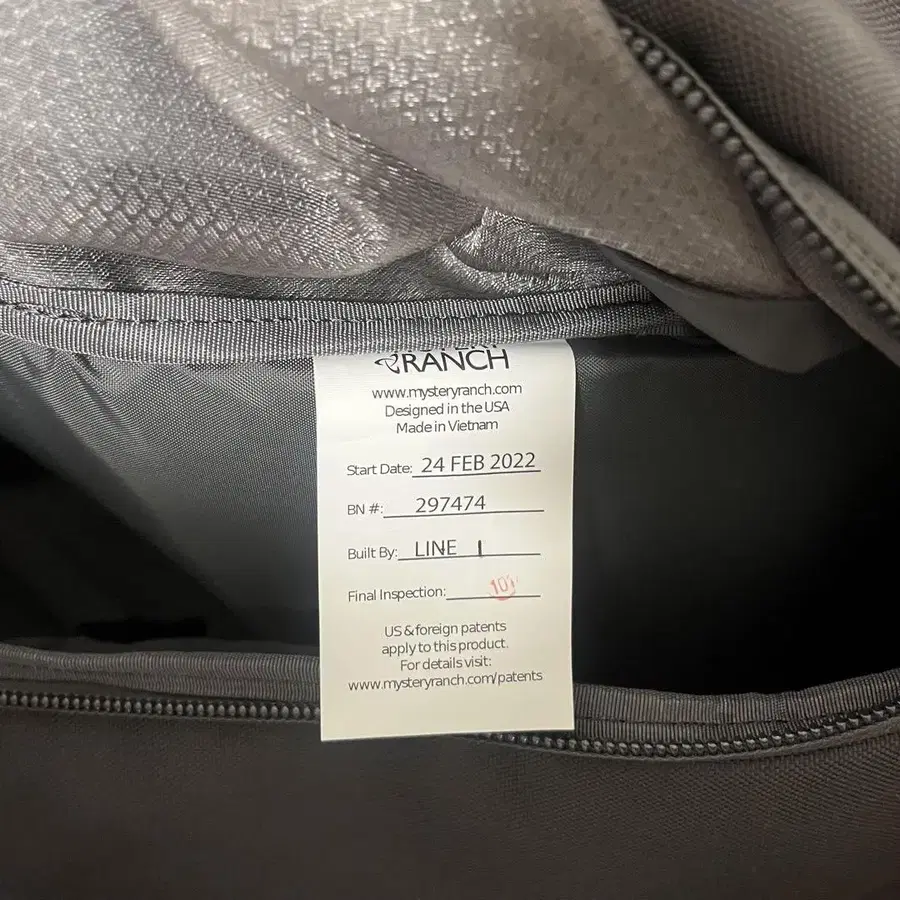 RANCH
www.mysteryranch.com
Designed in the USA
Made in Vietnam
Start Date: 24 FEB 2022
BN #: 297474
Built By: LINE 1
Final Inspection:
US & foreign patents
apply to this product.
For details visit:
www.mysteryranch.com/patents